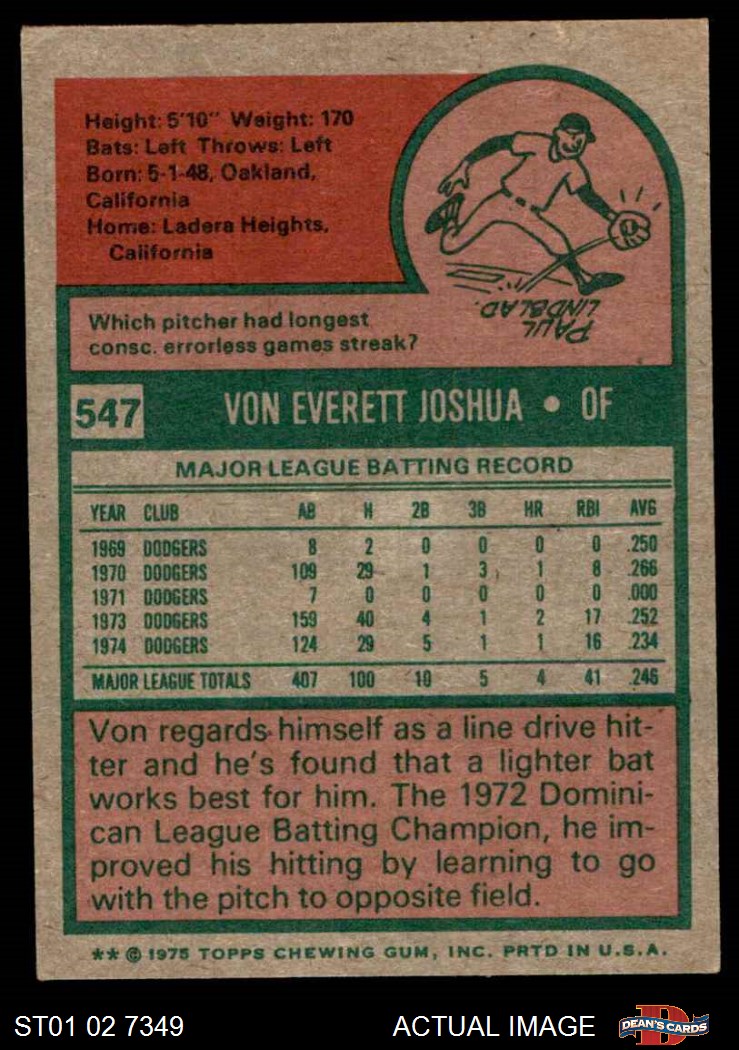 Height: 5'10" Weight: 170
Bats: Left Throws: Left
Born: 5-1-48, Oakland,
California
Home: Ladera Heights,
California
Which pitcher had longest
consc. errorless games streak?
PAUL
LINDBLAD.
547 VON EVERETT JOSHUA • OF
MAJOR LEAGUE BATTING RECORD
YEAR CLUB AB H 2B 3B HR RBI AVG
1969 DODGERS 8 2 0 0 0 0 .250
1970 DODGERS 109 29 1 3 1 8 .266
1971 DODGERS 7 0 0 0 0 0 .000
1973 DODGERS 159 40 4 1 2 17 .252
1974 DODGERS 124 29 5 1 1 16 .234
MAJOR LEAGUE TOTALS 407 100 10 5 4 41 .246
Von regards himself as a line drive hit-
ter and he's found that a lighter bat
works best for him. The 1972 Domini-
can League Batting Champion, he im-
proved his hitting by learning to go
with the pitch to opposite field.
** © 1975 TOPPS CHEWING GUM, INC. PRTD IN U.S.A.
ST01 02 7349 ACTUAL IMAGE D DEAN'S CARDS